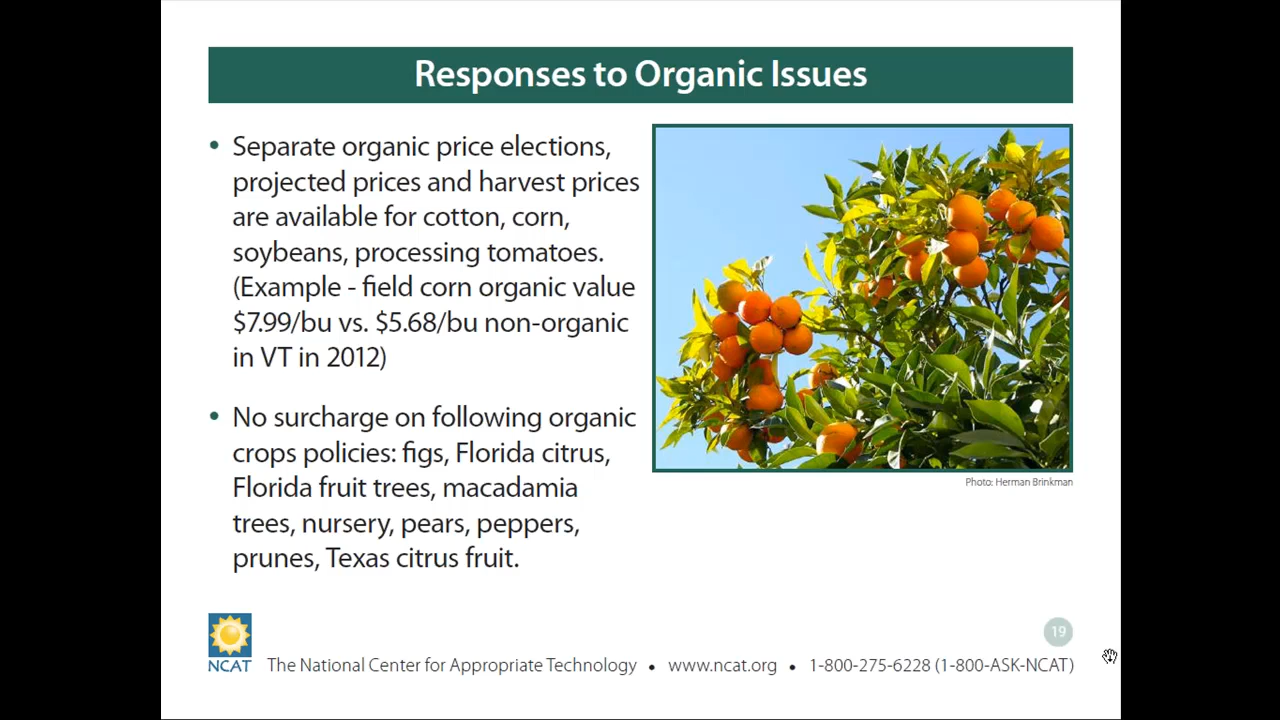 Responses to Organic Issues
• Separate organic price elections,
projected prices and harvest prices
are available for cotton, corn,
soybeans, processing tomatoes.
(Example - field corn organic value
$7.99/bu vs. $5.68/bu non-organic
in VT in 2012)
• No surcharge on following organic
crops policies: figs, Florida citrus,
Florida fruit trees, macadamia
trees, nursery, pears, peppers,
prunes, Texas citrus fruit.
Photo: Herman Brinkman
19
NCAT
The National Center for Appropriate Technology • www.ncat.org • 1-800-275-6228 (1-800-ASK-NCAT)